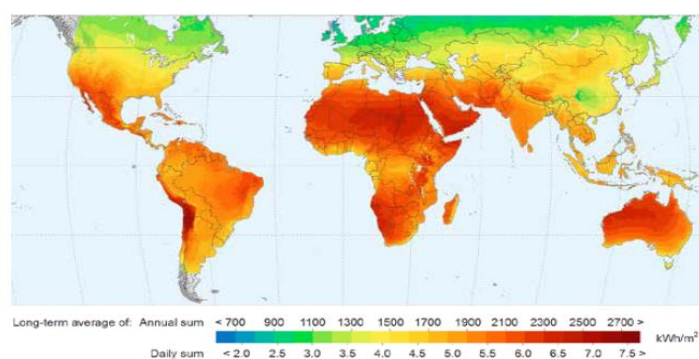 Long-term average of: Annual sum < 700 900 1100 1300 1500 1700 1900 2100 2300 2500 2700 >
kWh/m²
Daily sum < 2.0 2.5 3.0 3.5 4.0 4.5 5.0 5.5 6.0 6.5 7.0 7.5 >